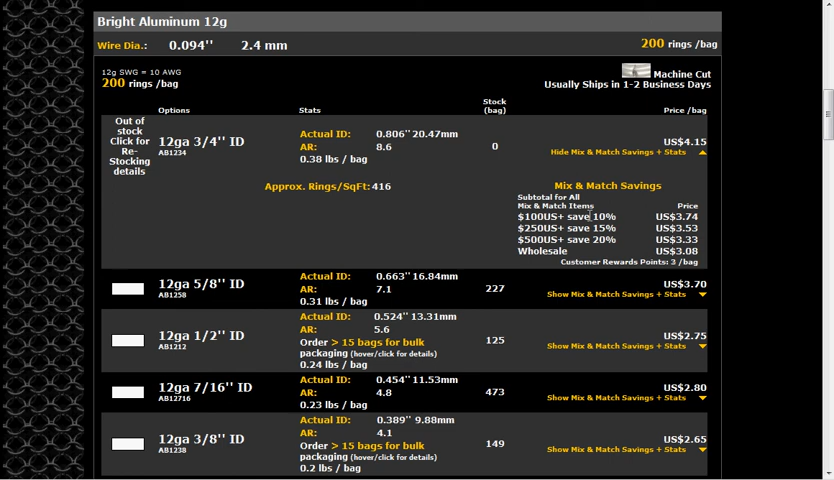 Bright Aluminum 12g
Wire Dia.: 0.094'' 2.4 mm 200 rings /bag
12g SWG = 10 AWG
200 rings /bag
Machine Cut
Usually Ships in 1-2 Business Days
Options Stats Stock (bag) Price /bag
Out of
stock
Click for
Re-
Stocking
details
12ga 3/4'' ID
AB1234
Actual ID: 0.806'' 20.47mm
AR: 8.6
0.38 lbs / bag
0
US$4.15
Hide Mix & Match Savings + Stats
Approx. Rings/SqFt: 416
Mix & Match Savings
Subtotal for All
Mix & Match Items Price
$100US+ save 10% US$3.74
$250US+ save 15% US$3.53
$500US+ save 20% US$3.33
Wholesale US$3.08
Customer Rewards Points: 3 /bag
12ga 5/8'' ID
AB1258
Actual ID: 0.663'' 16.84mm
AR: 7.1
0.31 lbs / bag
227
US$3.70
Show Mix & Match Savings + Stats
12ga 1/2'' ID
AB1212
Actual ID: 0.524'' 13.31mm
AR: 5.6
Order > 15 bags for bulk
packaging (hover/click for details)
0.24 lbs / bag
125
US$2.75
Show Mix & Match Savings + Stats
12ga 7/16'' ID
AB12716
Actual ID: 0.454'' 11.53mm
AR: 4.8
0.23 lbs / bag
473
US$2.80
Show Mix & Match Savings + Stats
12ga 3/8'' ID
AB1238
Actual ID: 0.389'' 9.88mm
AR: 4.1
Order > 15 bags for bulk
packaging (hover/click for details)
0.2 lbs / bag
149
US$2.65
Show Mix & Match Savings + Stats